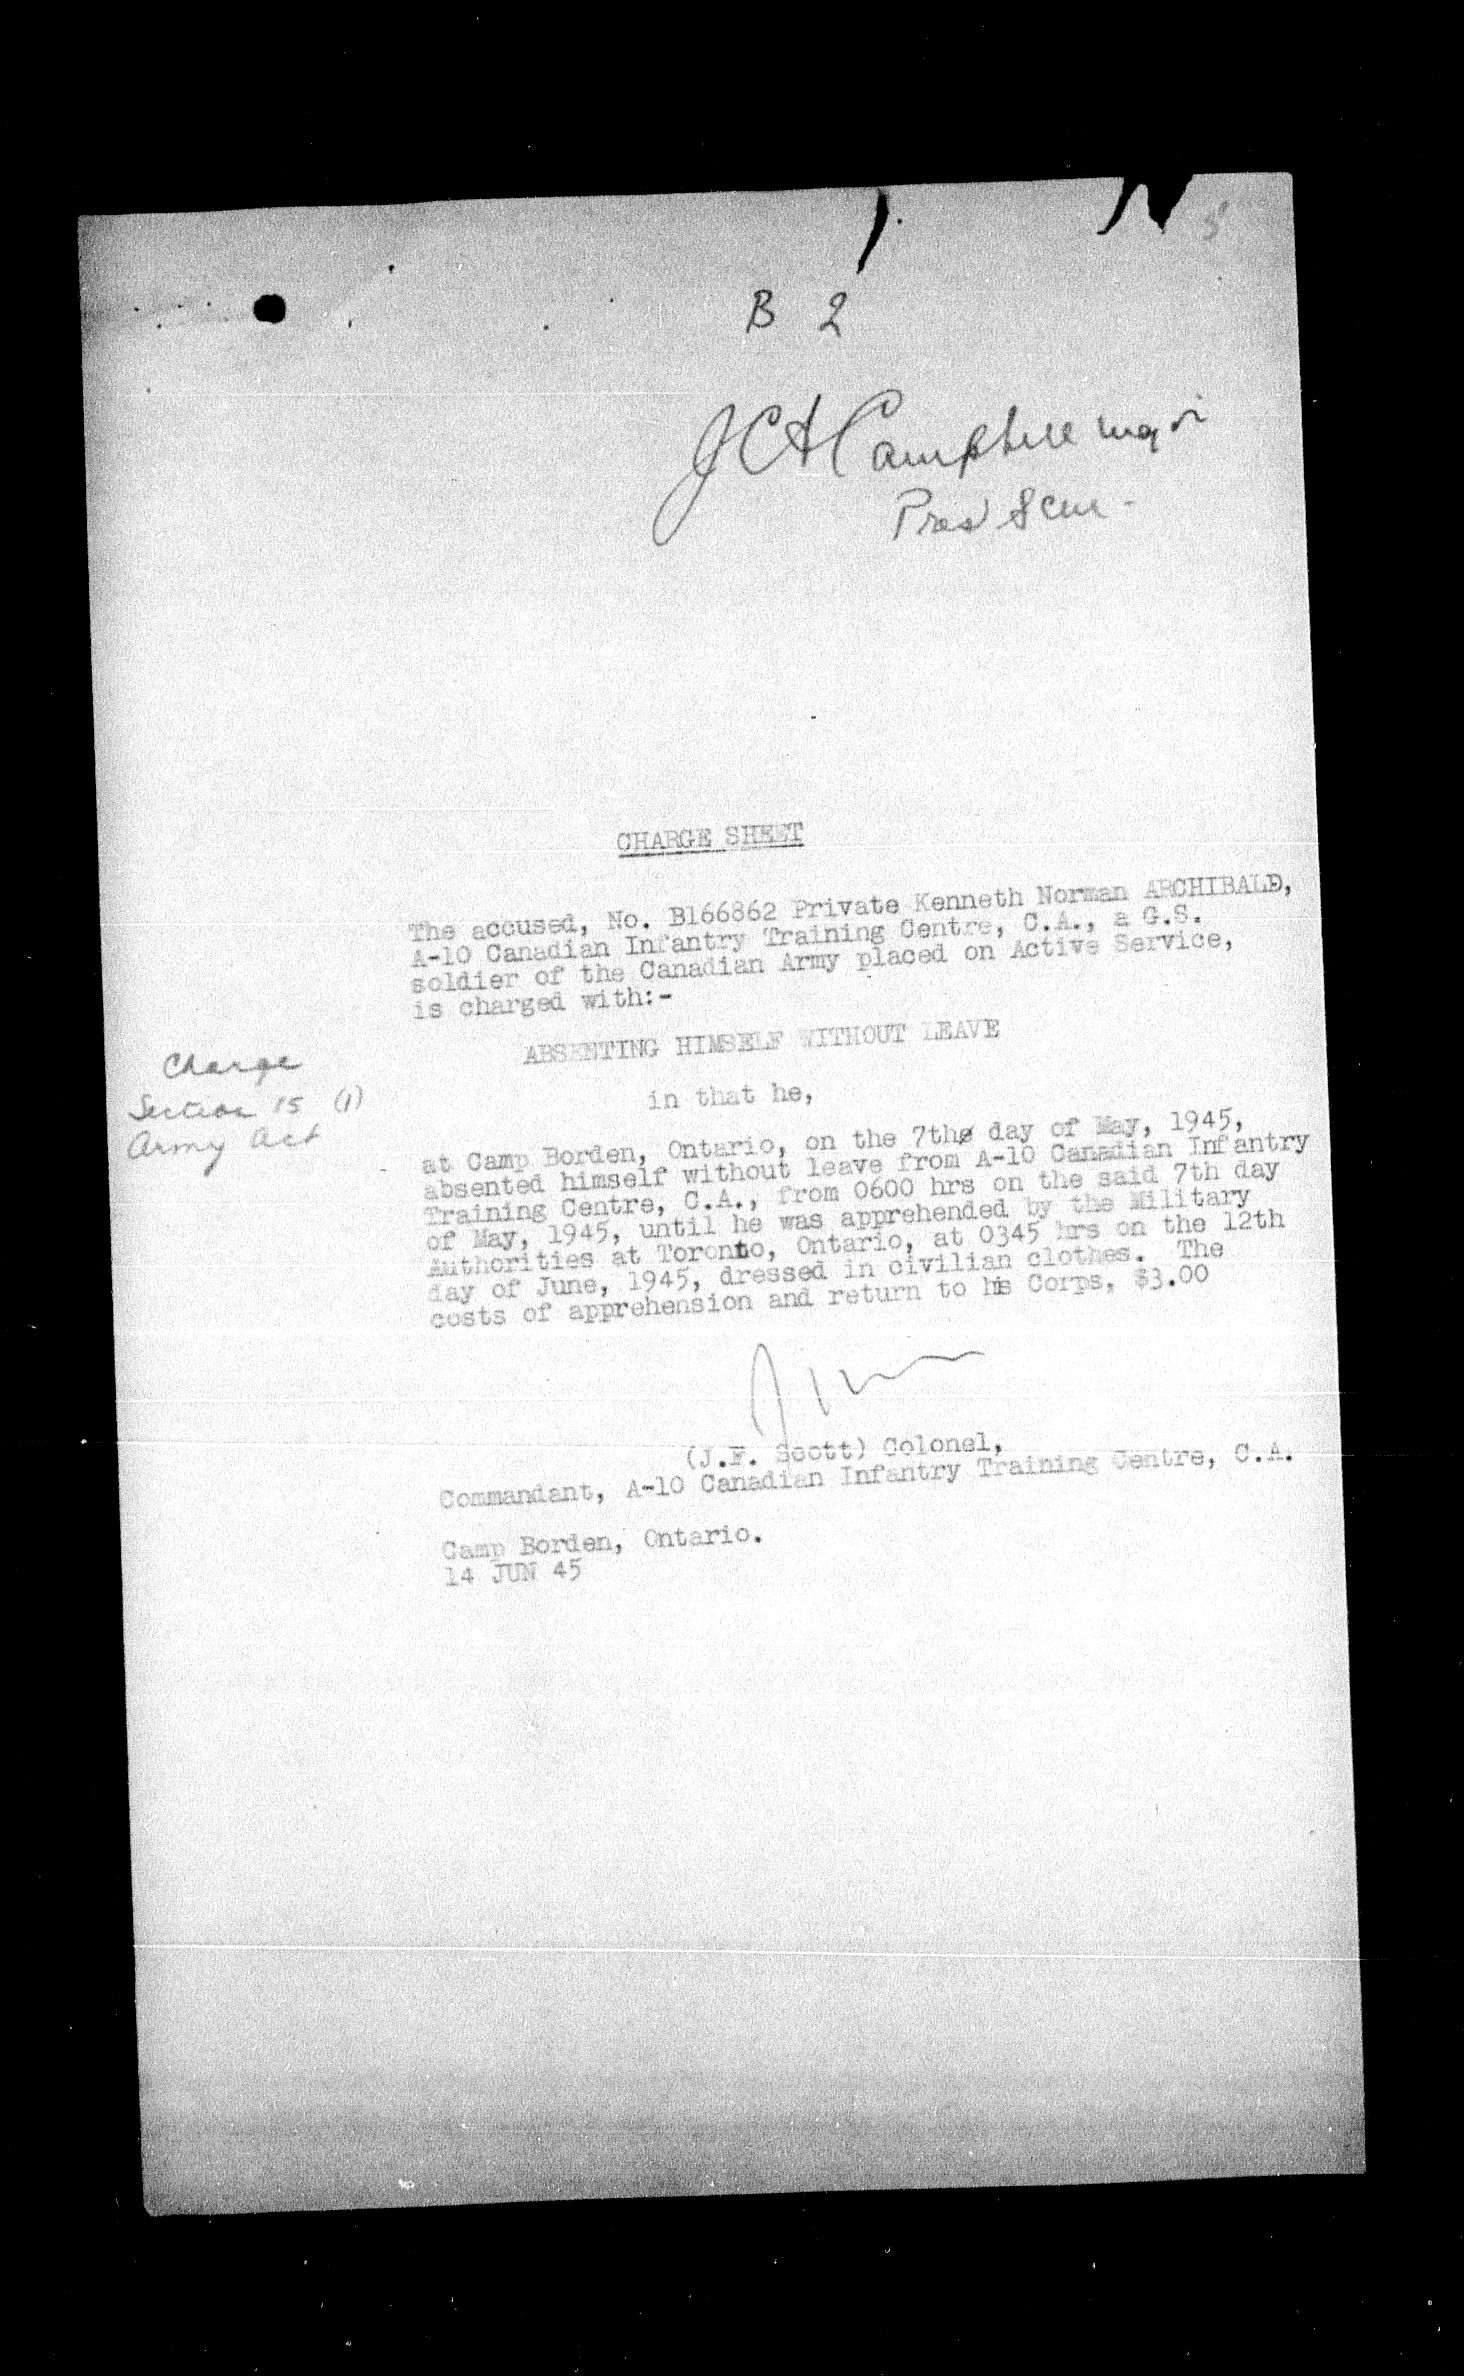 B 2
JCA Campbell Major
Pres
CHARGE SHEET
The accused, No. B166862 Private Kenneth Norman ARCHIBALD,
A-10 Canadian Infantry Training Centre, C.A., a G.S.
soldier of the Canadian Army placed on Active Service,
is charged with:-
ABSENTING HIMSELF WITHOUT LEAVE
Charge
Section 15 (1)
Army Act
in that he,
at Camp Borden, Ontario, on the 7th day of May, 1945,
absented himself without leave from A-10 Canadian Infantry
Training Centre, C.A., from 0600 hrs on the said 7th day
of May, 1945, until he was apprehended by the Military
Authorities at Toronto, Ontario, at 0345 hrs on the 12th
day of June, 1945, dressed in civilian clothes. The
costs of apprehension and return to his Corps, $3.00
(J.F. Scott) Colonel,
Commandant, A-10 Canadian Infantry Training Centre, C.A.
Camp Borden, Ontario.
14 JUN 45